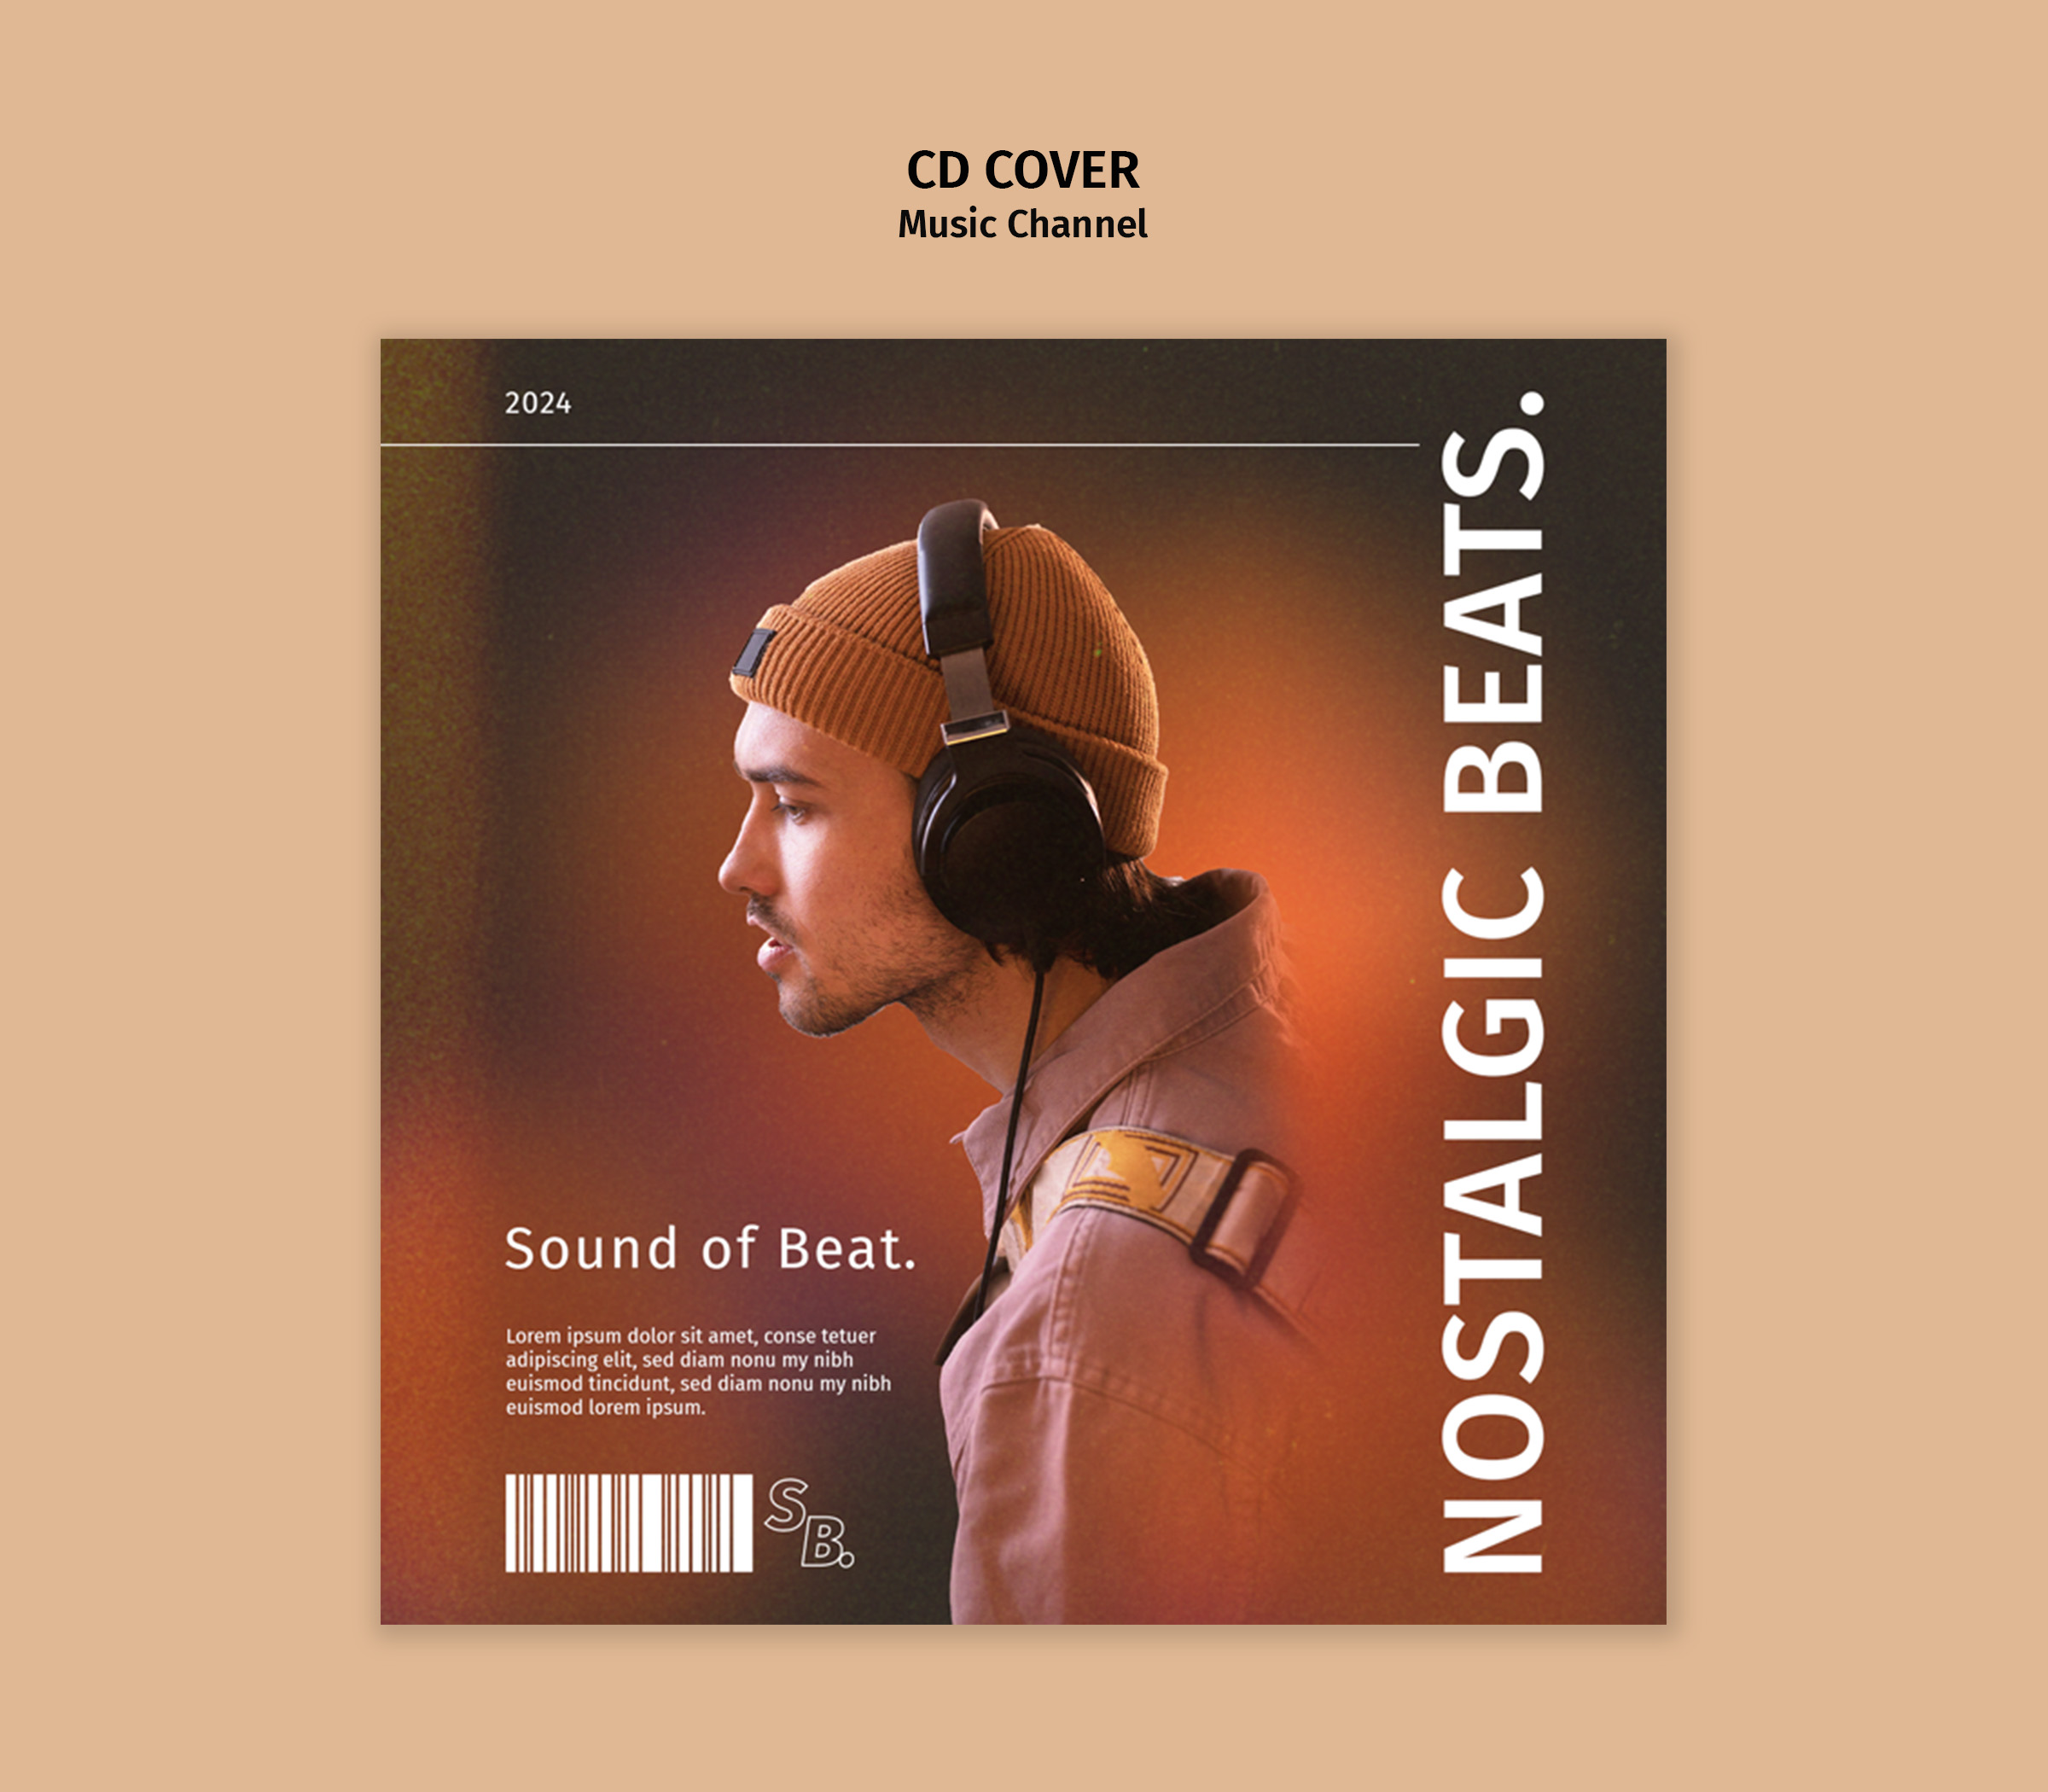 CD COVER
Music Channel
2024
NOSTALGIC BEATS.
Sound of Beat.
Lorem ipsum dolor sit amet, conse tetuer
adipiscing elit, sed diam nonu my nibh
euismod tincidunt, sed diam nonu my nibh
euismod lorem ipsum.
S
B.